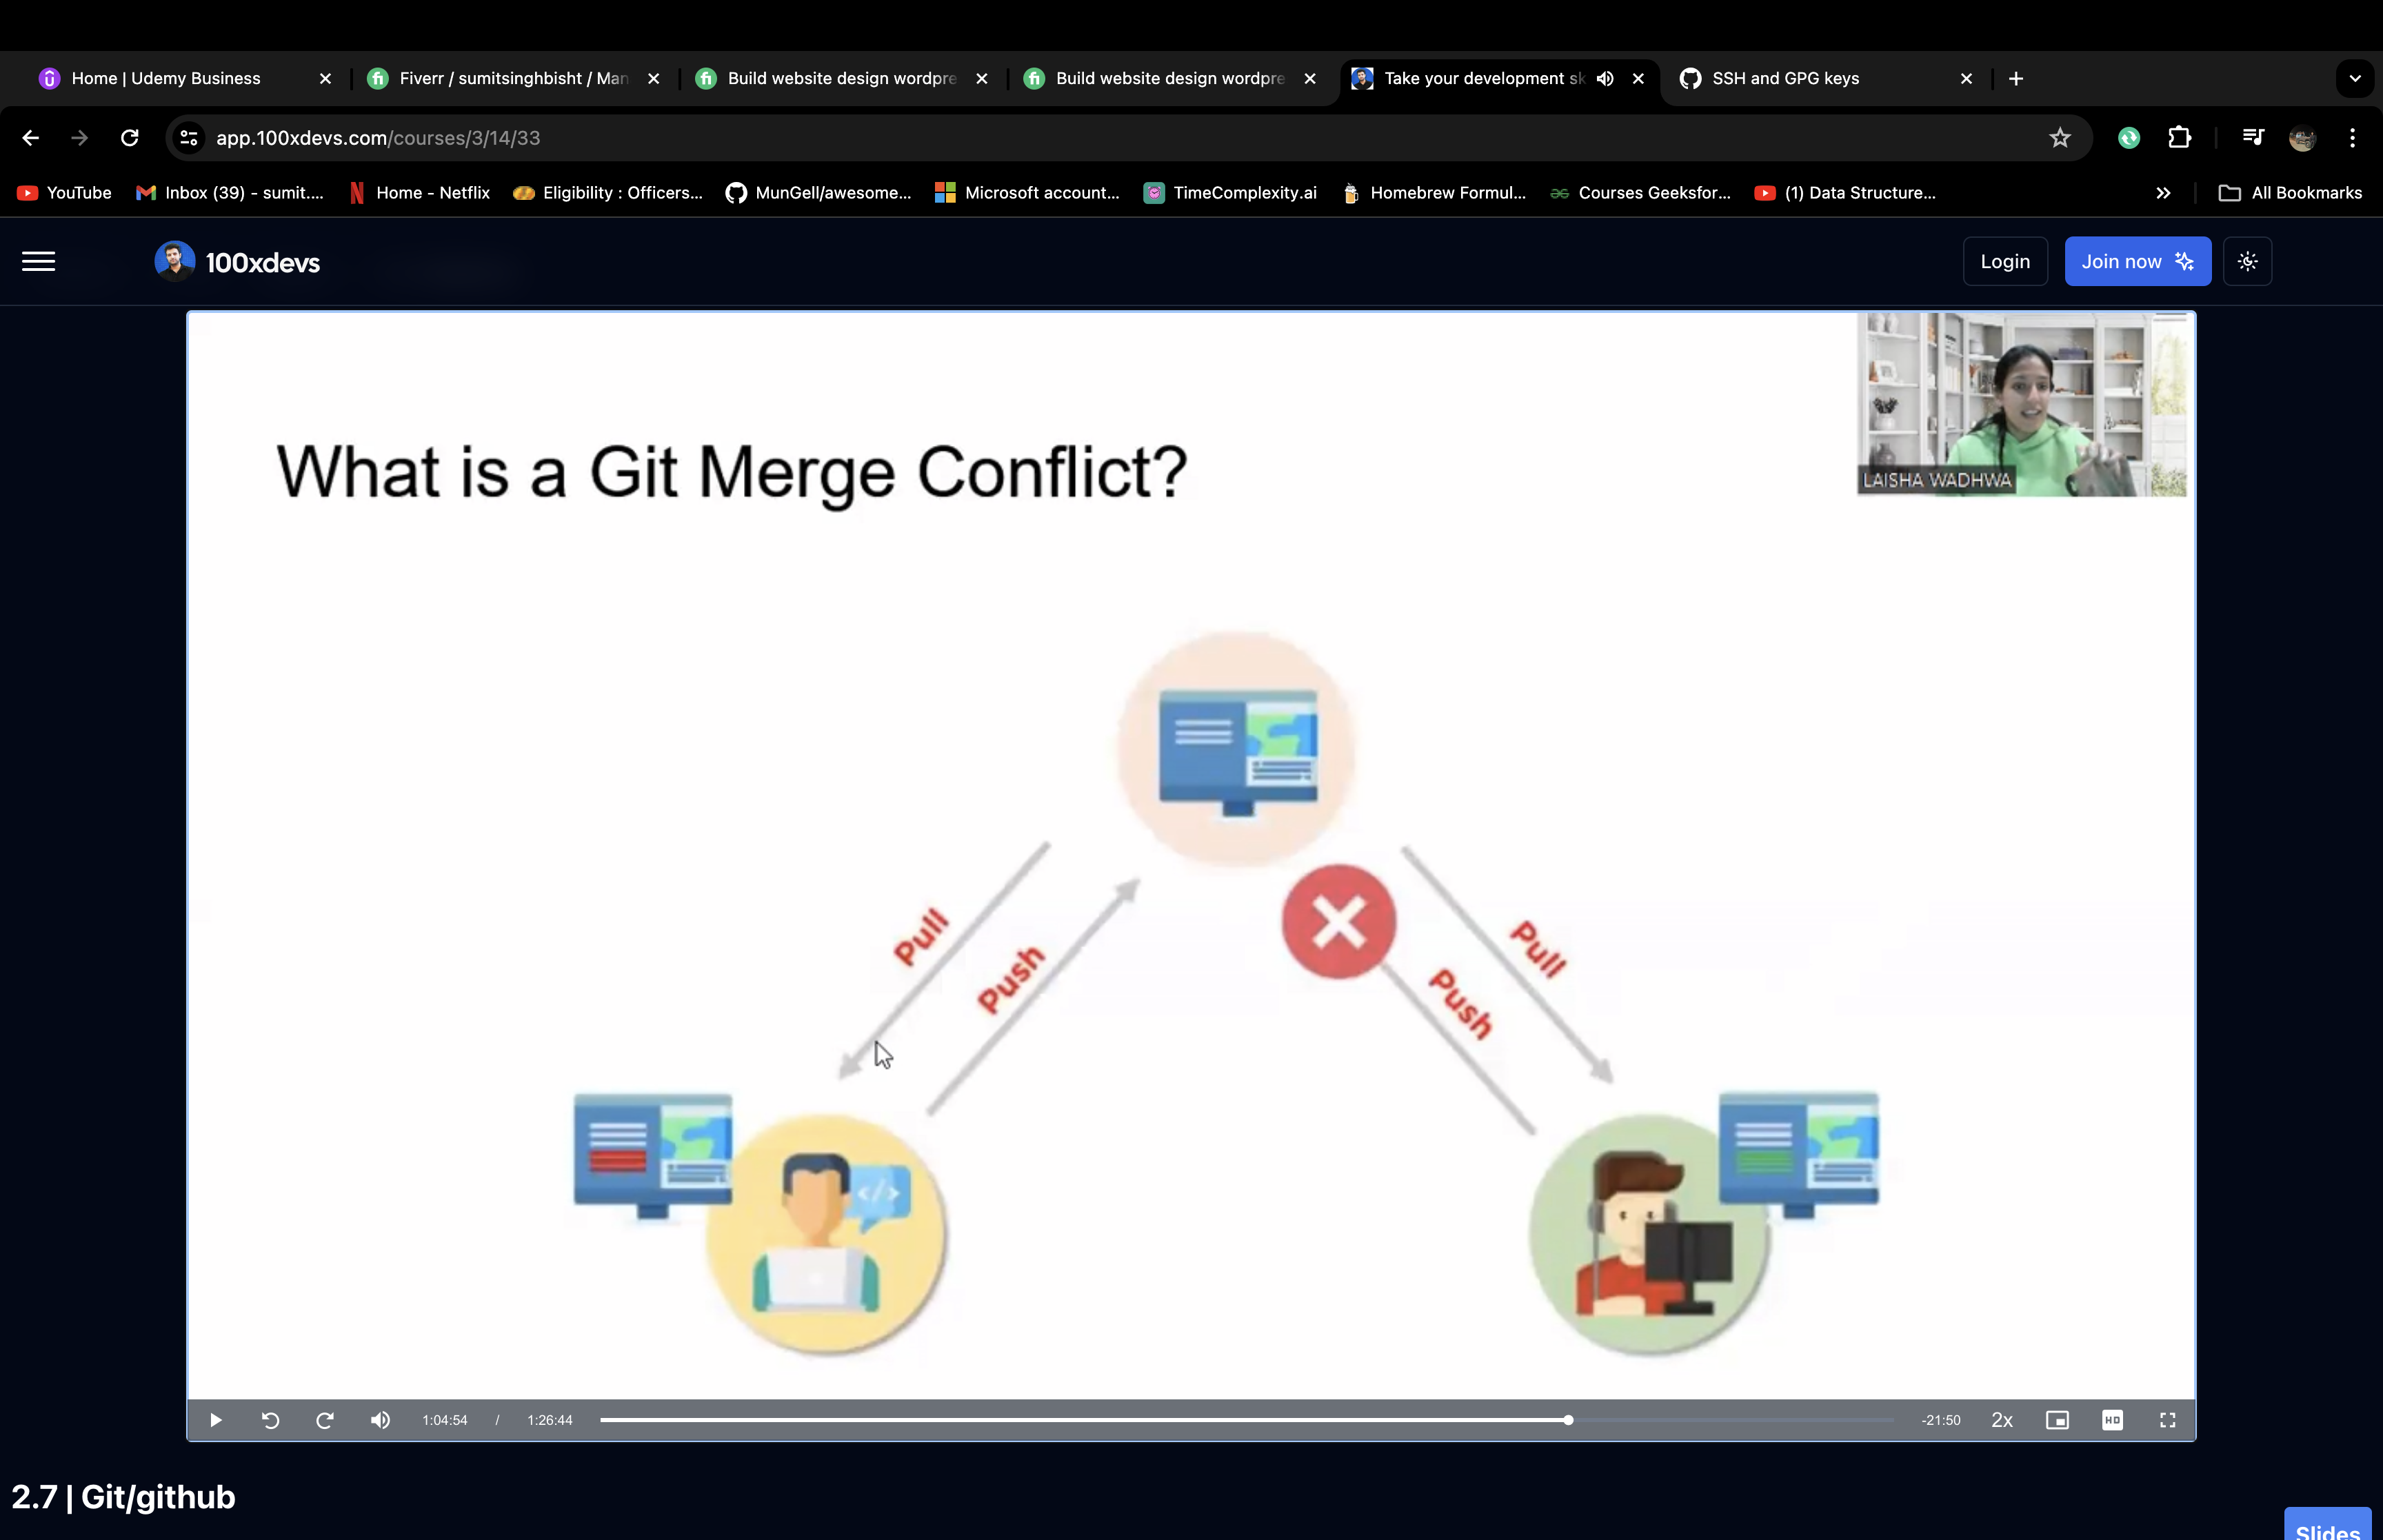 Home | Udemy Business
Fiverr / sumitsinghbisht / Man
Build website design wordpre
Build website design wordpre
Take your development sk
SSH and GPG keys
app.100xdevs.com/courses/3/14/33
YouTube
Inbox (39) - sumit....
Home - Netflix
Eligibility : Officers...
MunGell/awesome...
Microsoft account...
TimeComplexity.ai
Homebrew Formul...
Courses Geeksfor...
(1) Data Structure...
All Bookmarks
100xdevs
Login
Join now
What is a Git Merge Conflict?
LAISHA WADHWA
Pull
Push
Pull
Push
</>
1:04:54 / 1:26:44
-21:50
2x
HD
2.7 | Git/github
Slides